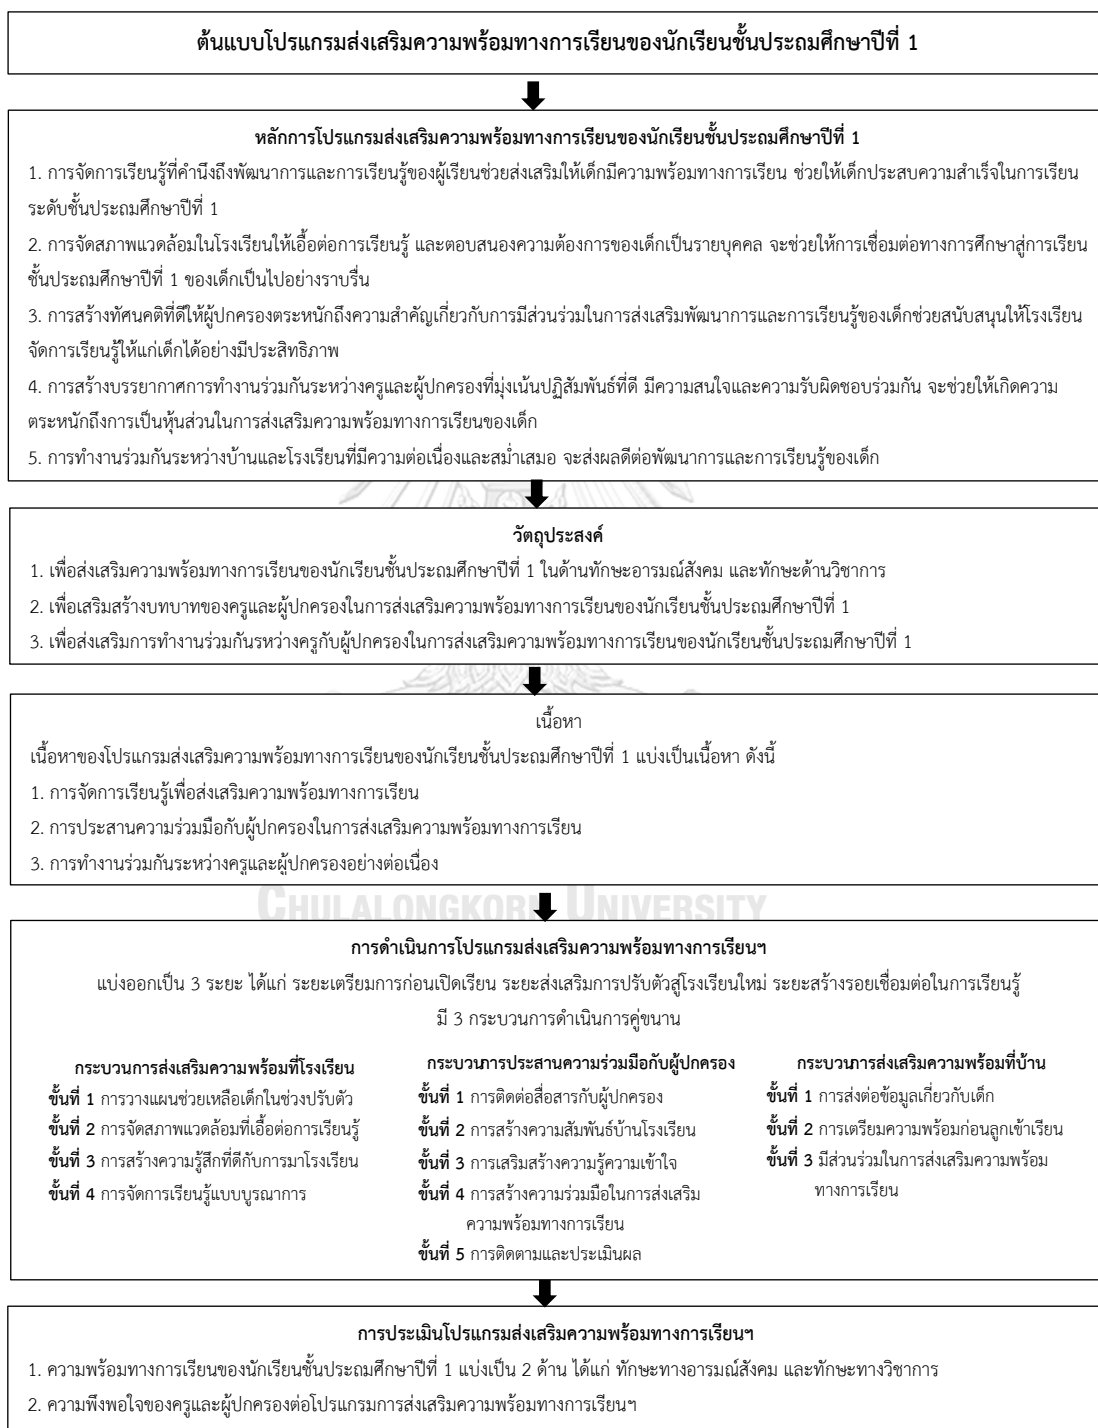 ต้นแบบโปรแกรมส่งเสริมความพร้อมทางการเรียนของนักเรียนชั้นประถมศึกษาปีที่ 1
หลักการโปรแกรมส่งเสริมความพร้อมทางการเรียนของนักเรียนชั้นประถมศึกษาปีที่ 1
1. การจัดการเรียนรู้ที่คำนึงถึงพัฒนาการและการเรียนรู้ของผู้เรียนช่วยส่งเสริมให้เด็กมีความพร้อมทางการเรียน ช่วยให้เด็กประสบความสำเร็จในการเรียน
ระดับชั้นประถมศึกษาปีที่ 1
2. การจัดสภาพแวดล้อมในโรงเรียนให้เอื้อต่อการเรียนรู้ และตอบสนองความต้องการของเด็กเป็นรายบุคคล จะช่วยให้การเชื่อมต่อทางการศึกษาสู่การเรียน
ชั้นประถมศึกษาปีที่ 1 ของเด็กเป็นไปอย่างราบรื่น
3. การสร้างทัศนคติที่ดีให้ผู้ปกครองตระหนักถึงความสำคัญเกี่ยวกับการมีส่วนร่วมในการส่งเสริมพัฒนาการและการเรียนรู้ของเด็กช่วยสนับสนุนให้โรงเรียน
จัดการเรียนรู้ให้แก่เด็กได้อย่างมีประสิทธิภาพ
4. การสร้างบรรยากาศการทำงานร่วมกันระหว่างครูและผู้ปกครองที่มุ่งเน้นปฏิสัมพันธ์ที่ดี มีความสนใจและความรับผิดชอบร่วมกัน จะช่วยให้เกิดความ
ตระหนักถึงการเป็นหุ้นส่วนในการส่งเสริมความพร้อมทางการเรียนของเด็ก
5. การทำงานร่วมกันระหว่างบ้านและโรงเรียนที่มีความต่อเนื่องและสม่ำเสมอ จะส่งผลดีต่อพัฒนาการและการเรียนรู้ของเด็ก
วัตถุประสงค์
1. เพื่อส่งเสริมความพร้อมทางการเรียนของนักเรียนชั้นประถมศึกษาปีที่ 1 ในด้านทักษะอารมณ์สังคม และทักษะด้านวิชาการ
2. เพื่อเสริมสร้างบทบาทของครูและผู้ปกครองในการส่งเสริมความพร้อมทางการเรียนของนักเรียนชั้นประถมศึกษาปีที่ 1
3. เพื่อส่งเสริมการทำงานร่วมกันรหว่างครูกับผู้ปกครองในการส่งเสริมความพร้อมทางการเรียนของนักเรียนชั้นประถมศึกษาปีที่ 1
เนื้อหา
เนื้อหาของโปรแกรมส่งเสริมความพร้อมทางการเรียนของนักเรียนชั้นประถมศึกษาปีที่ 1 แบ่งเป็นเนื้อหา ดังนี้
1. การจัดการเรียนรู้เพื่อส่งเสริมความพร้อมทางการเรียน
2. การประสานความร่วมมือกับผู้ปกครองในการส่งเสริมความพร้อมทางการเรียน
3. การทำงานร่วมกันระหว่างครูและผู้ปกครองอย่างต่อเนื่อง
CHULALONGKORN UNIVERSITY
การดำเนินการโปรแกรมส่งเสริมความพร้อมทางการเรียนฯ
แบ่งออกเป็น 3 ระยะ ได้แก่ ระยะเตรียมการก่อนเปิดเรียน ระยะส่งเสริมการปรับตัวสู่โรงเรียนใหม่ ระยะสร้างรอยเชื่อมต่อในการเรียนรู้
มี 3 กระบวนการดำเนินการคู่ขนาน
กระบวนการส่งเสริมความพร้อมที่โรงเรียน
ขั้นที่ 1 การวางแผนช่วยเหลือเด็กในช่วงปรับตัว
ขั้นที่ 2 การจัดสภาพแวดล้อมที่เอื้อต่อการเรียนรู้
ขั้นที่ 3 การสร้างความรู้สึกที่ดีกับการมาโรงเรียน
ขั้นที่ 4 การจัดการเรียนรู้แบบบูรณาการ
กระบวนการประสานความร่วมมือกับผู้ปกครอง
ขั้นที่ 1 การติดต่อสื่อสารกับผู้ปกครอง
ขั้นที่ 2 การสร้างความสัมพันธ์บ้านโรงเรียน
ขั้นที่ 3 การเสริมสร้างความรู้ความเข้าใจ
ขั้นที่ 4 การสร้างความร่วมมือในการส่งเสริม
ความพร้อมทางการเรียน
ขั้นที่ 5 การติดตามและประเมินผล
กระบวนการส่งเสริมความพร้อมที่บ้าน
ขั้นที่ 1 การส่งต่อข้อมูลเกี่ยวกับเด็ก
ขั้นที่ 2 การเตรียมความพร้อมก่อนลูกเข้าเรียน
ขั้นที่ 3 มีส่วนร่วมในการส่งเสริมความพร้อม
ทางการเรียน
การประเมินโปรแกรมส่งเสริมความพร้อมทางการเรียนฯ
1. ความพร้อมทางการเรียนของนักเรียนชั้นประถมศึกษาปีที่ 1 แบ่งเป็น 2 ด้าน ได้แก่ ทักษะทางอารมณ์สังคม และทักษะทางวิชาการ
2. ความพึงพอใจของครูและผู้ปกครองต่อโปรแกรมการส่งเสริมความพร้อมทางการเรียนฯ